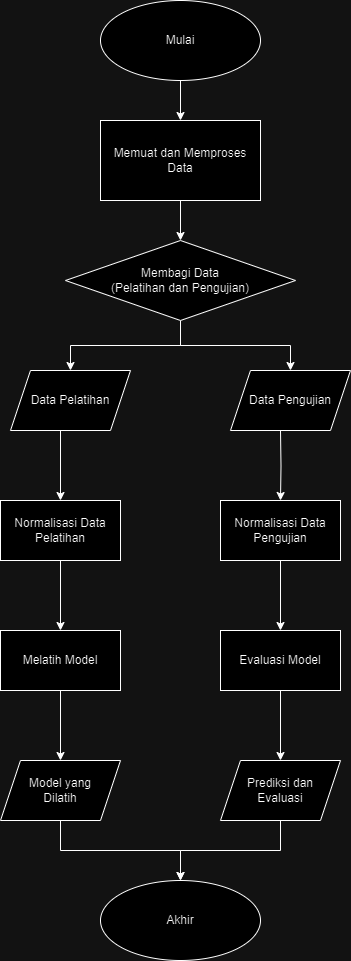 Mulai
Memuat dan Memproses
Data
Membagi Data
(Pelatihan dan Pengujian)
Data Pelatihan
Data Pengujian
Normalisasi Data
Pelatihan
Normalisasi Data
Pengujian
Melatih Model
Evaluasi Model
Model yang
Dilatih
Prediksi dan
Evaluasi
Akhir